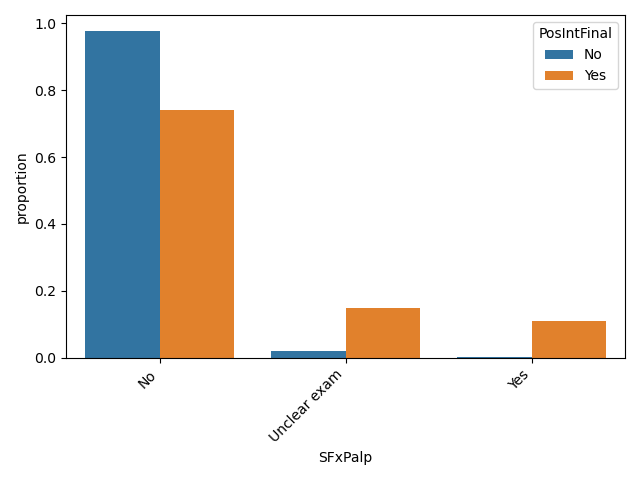 PosIntFinal
No
Yes
1.0
0.8
0.6
0.4
0.2
0.0
proportion
No
Unclear exam
Yes
SFxPalp